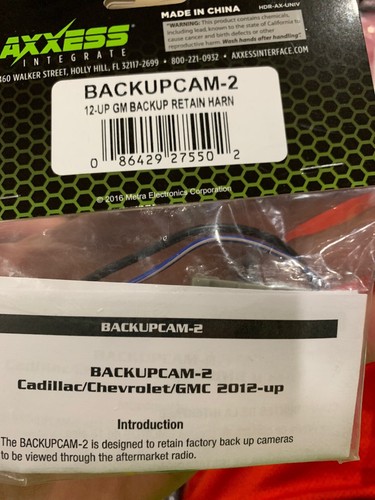 MADE IN CHINA
HDR-AX-UNIV
"WARNING: This product contains chemicals,
including lead, known to the state of California to
cause cancer and birth defects or other
reproductive harm. Wash hands after handling"
AXXESS
INTEGRATE
460 WALKER STREET, HOLLY HILL, FL 32117-2699 • 800-221-0932 • AXXESSINTERFACE.COM
BACKUPCAM-2
12-UP GM BACKUP RETAIN HARN
0 86429 27550 2
© 2016 Metra Electronics Corporation
BACKUPCAM-2
BACKUPCAM-2
Cadillac/Chevrolet/GMC 2012-up
Introduction
The BACKUPCAM-2 is designed to retain factory back up cameras
to be viewed through the aftermarket radio.